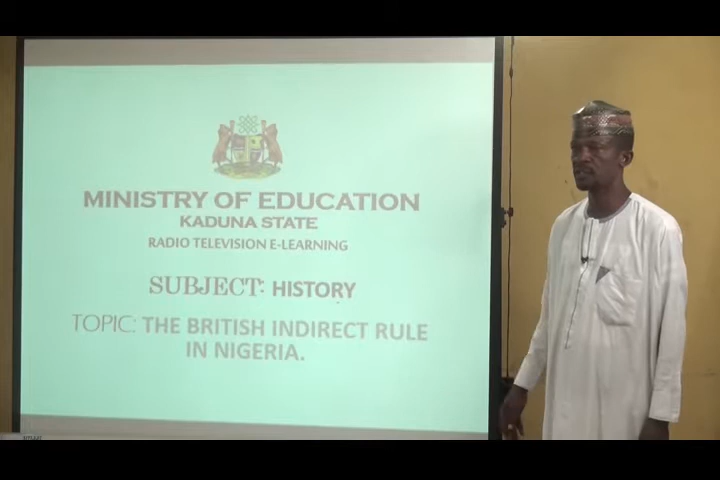 MINISTRY OF EDUCATION
KADUNA STATE
RADIO TELEVISION E-LEARNING
SUBJECT: HISTORY
TOPIC: THE BRITISH INDIRECT RULE
IN NIGERIA.